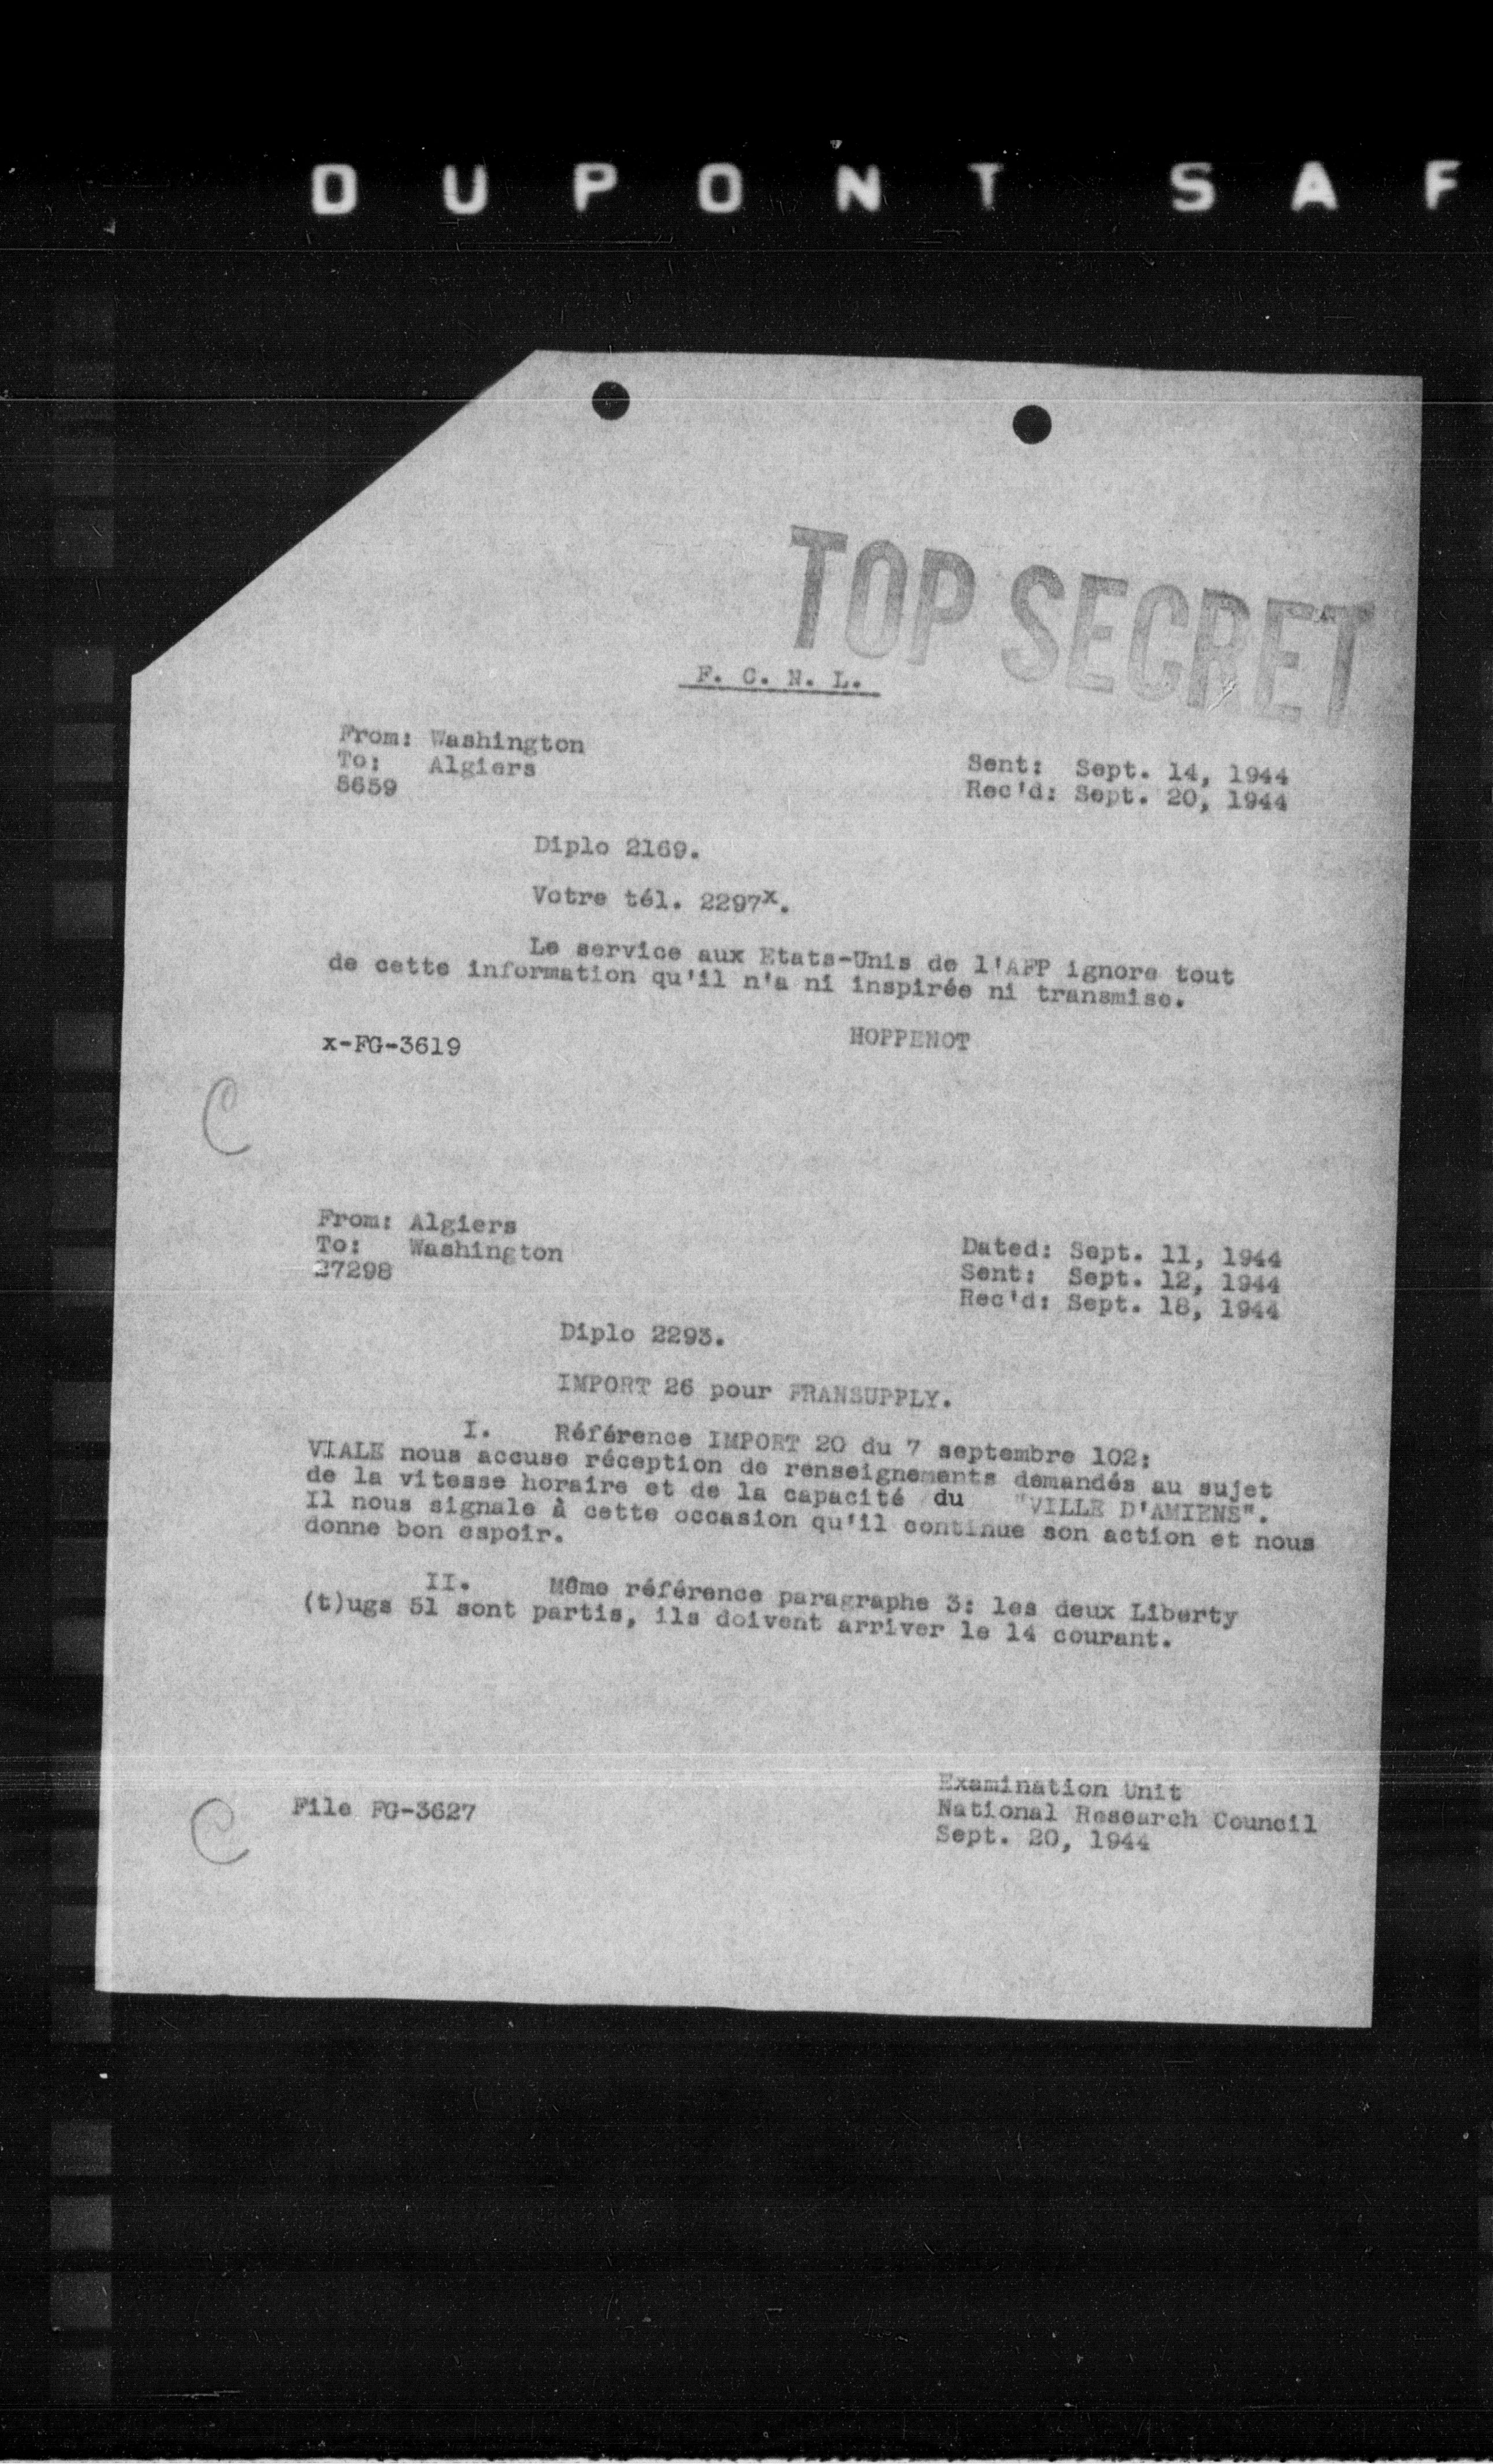 DUPONT SAF
TOP SECRET
F. C. N. L.
From: Washington
To: Algiers
5659
Sent: Sept. 14, 1944
Rec'd: Sept. 20, 1944
Diplo 2169.
Votre tél. 2297x.
Le service aux Etats-Unis de l'AFP ignore tout
de cette information qu'il n'a ni inspirée ni transmise.
HOPPENOT
x-FG-3619
C
From: Algiers
To: Washington
27298
Dated: Sept. 11, 1944
Sent: Sept. 12, 1944
Rec'd: Sept. 18, 1944
Diplo 2293.
IMPORT 26 pour FRANSUPPLY.
I. Référence IMPORT 20 du 7 septembre 102;
VIALE nous accuse réception de renseignements demandés au sujet
de la vitesse horaire et de la capacité du "VILLE D'AMIENS".
Il nous signale à cette occasion qu'il continue son action et nous
donne bon espoir.
II. Même référence paragraphe 3: les deux Liberty
(t)ugs 51 sont partis, ils doivent arriver le 14 courant.
Examination Unit
National Research Council
Sept. 20, 1944
C
File FG-3627